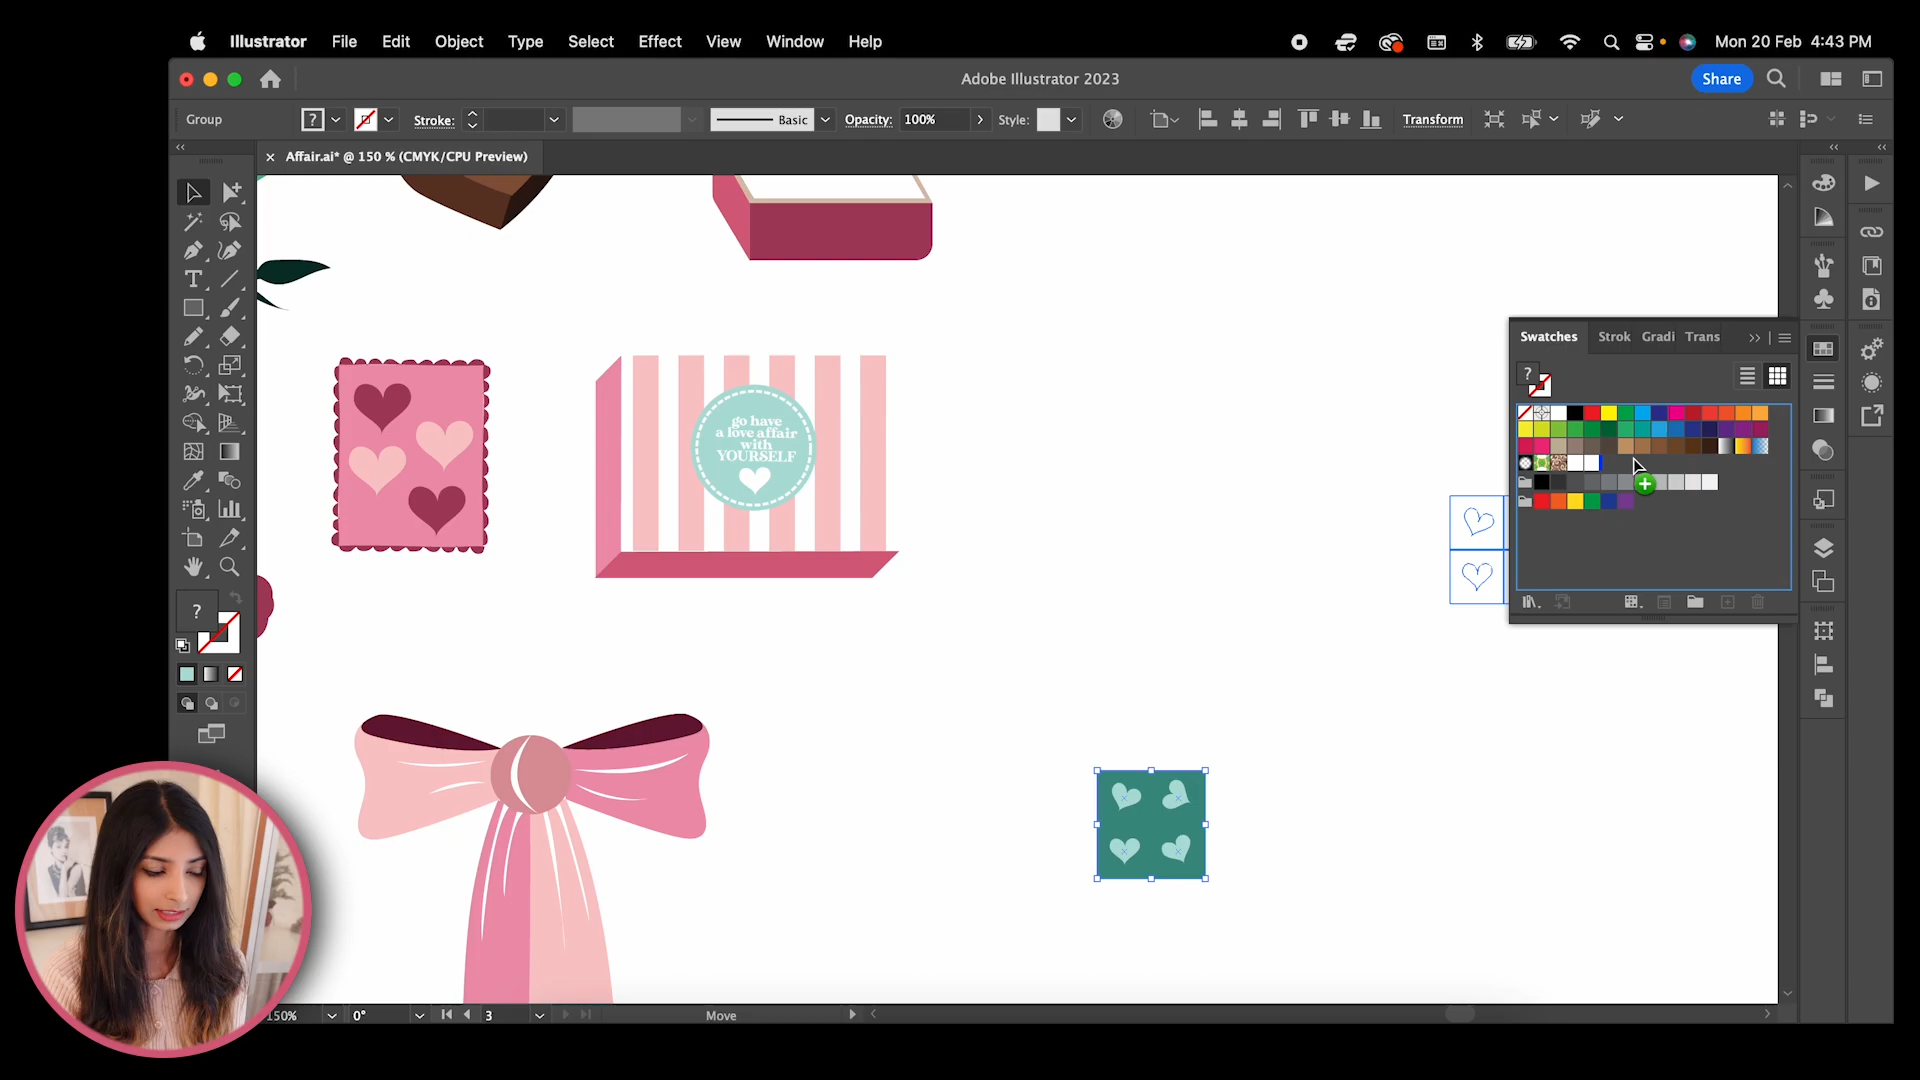 Illustrator File Edit Object Type Select Effect View Window Help Mon 20 Feb 4:43 PM
Adobe Illustrator 2023
Share
Group
?
Stroke:
Basic
Opacity: 100%
Style:
Transform
× Affair.ai* @ 150 % (CMYK/CPU Preview)
Swatches Strok Gradi Trans
?
go have
a love affair
with
YOURSELF
?
150% 0° 3 Move